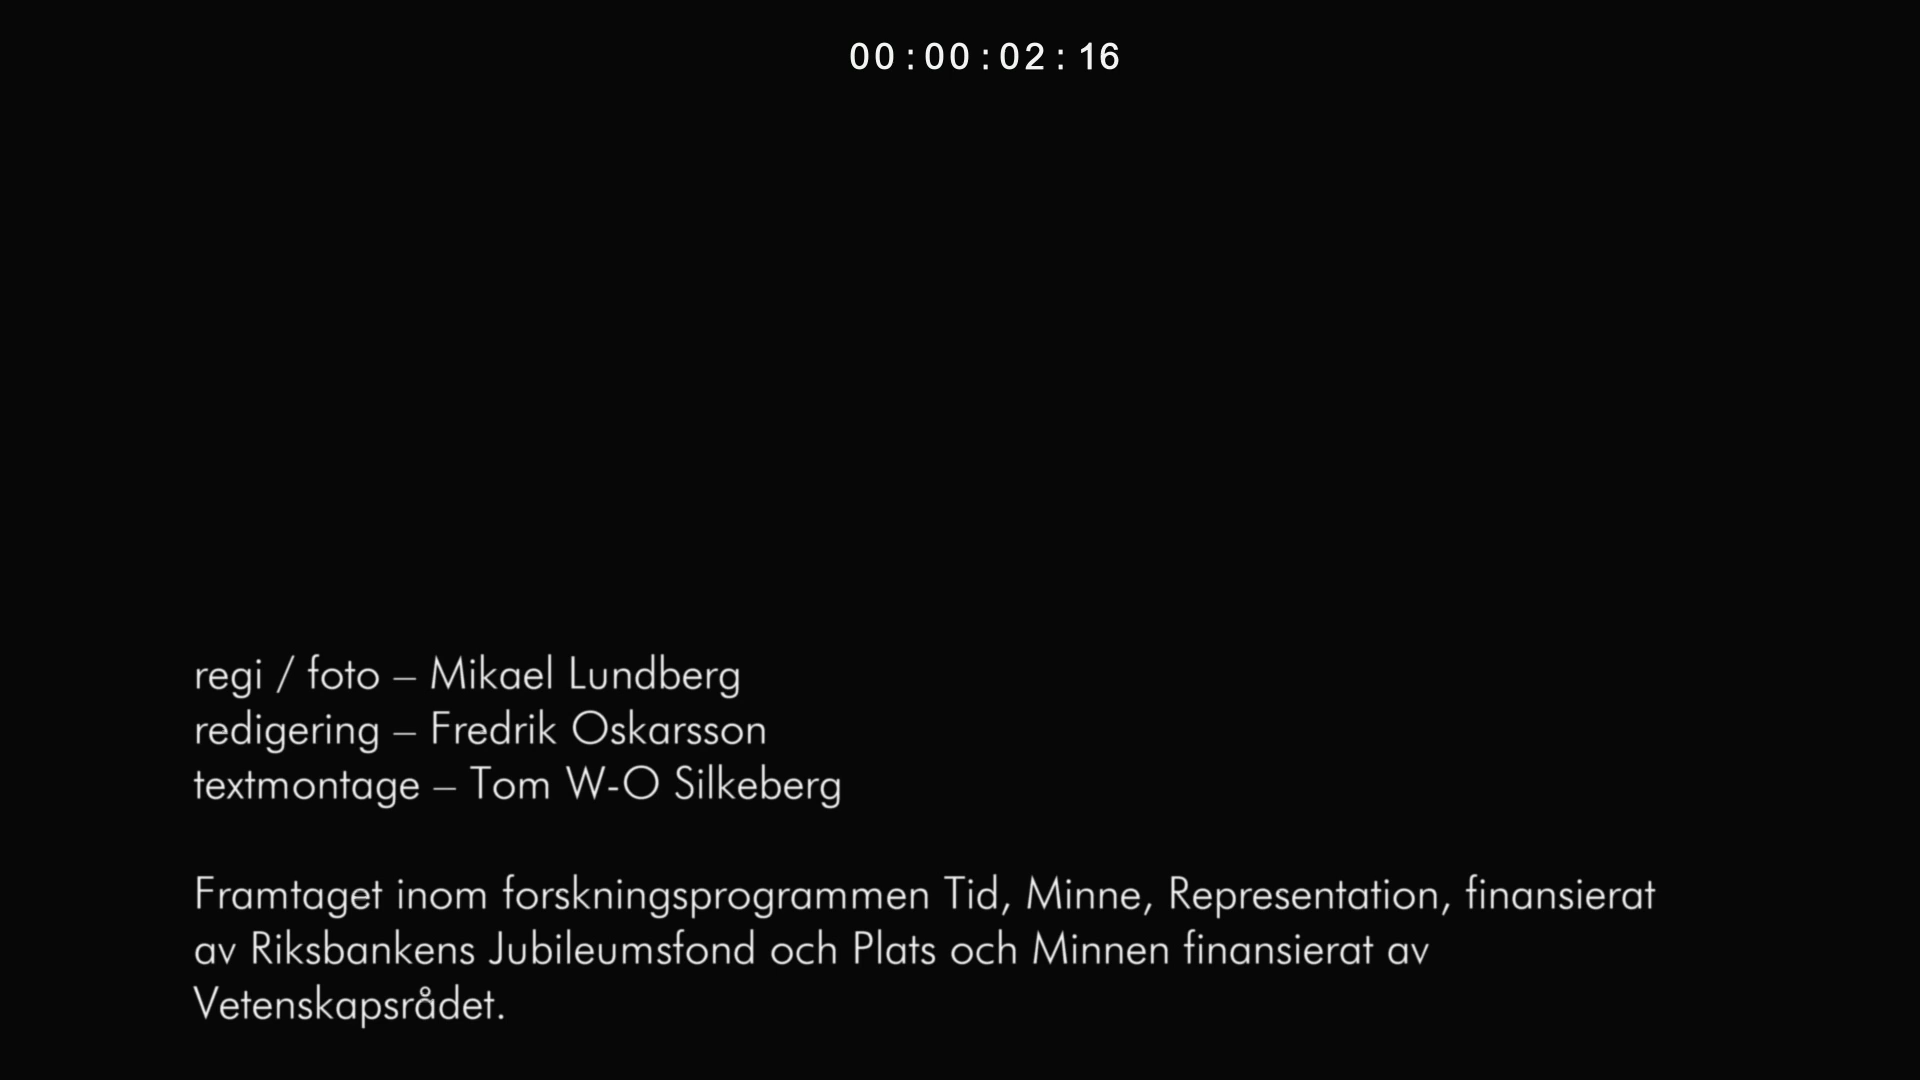 00:00:02:16
regi / foto – Mikael Lundberg
redigering – Fredrik Oskarsson
textmontage – Tom W-O Silkeberg
Framtaget inom forskningsprogrammen Tid, Minne, Representation, finansierat
av Riksbankens Jubileumsfond och Plats och Minnen finansierat av
Vetenskapsrådet.